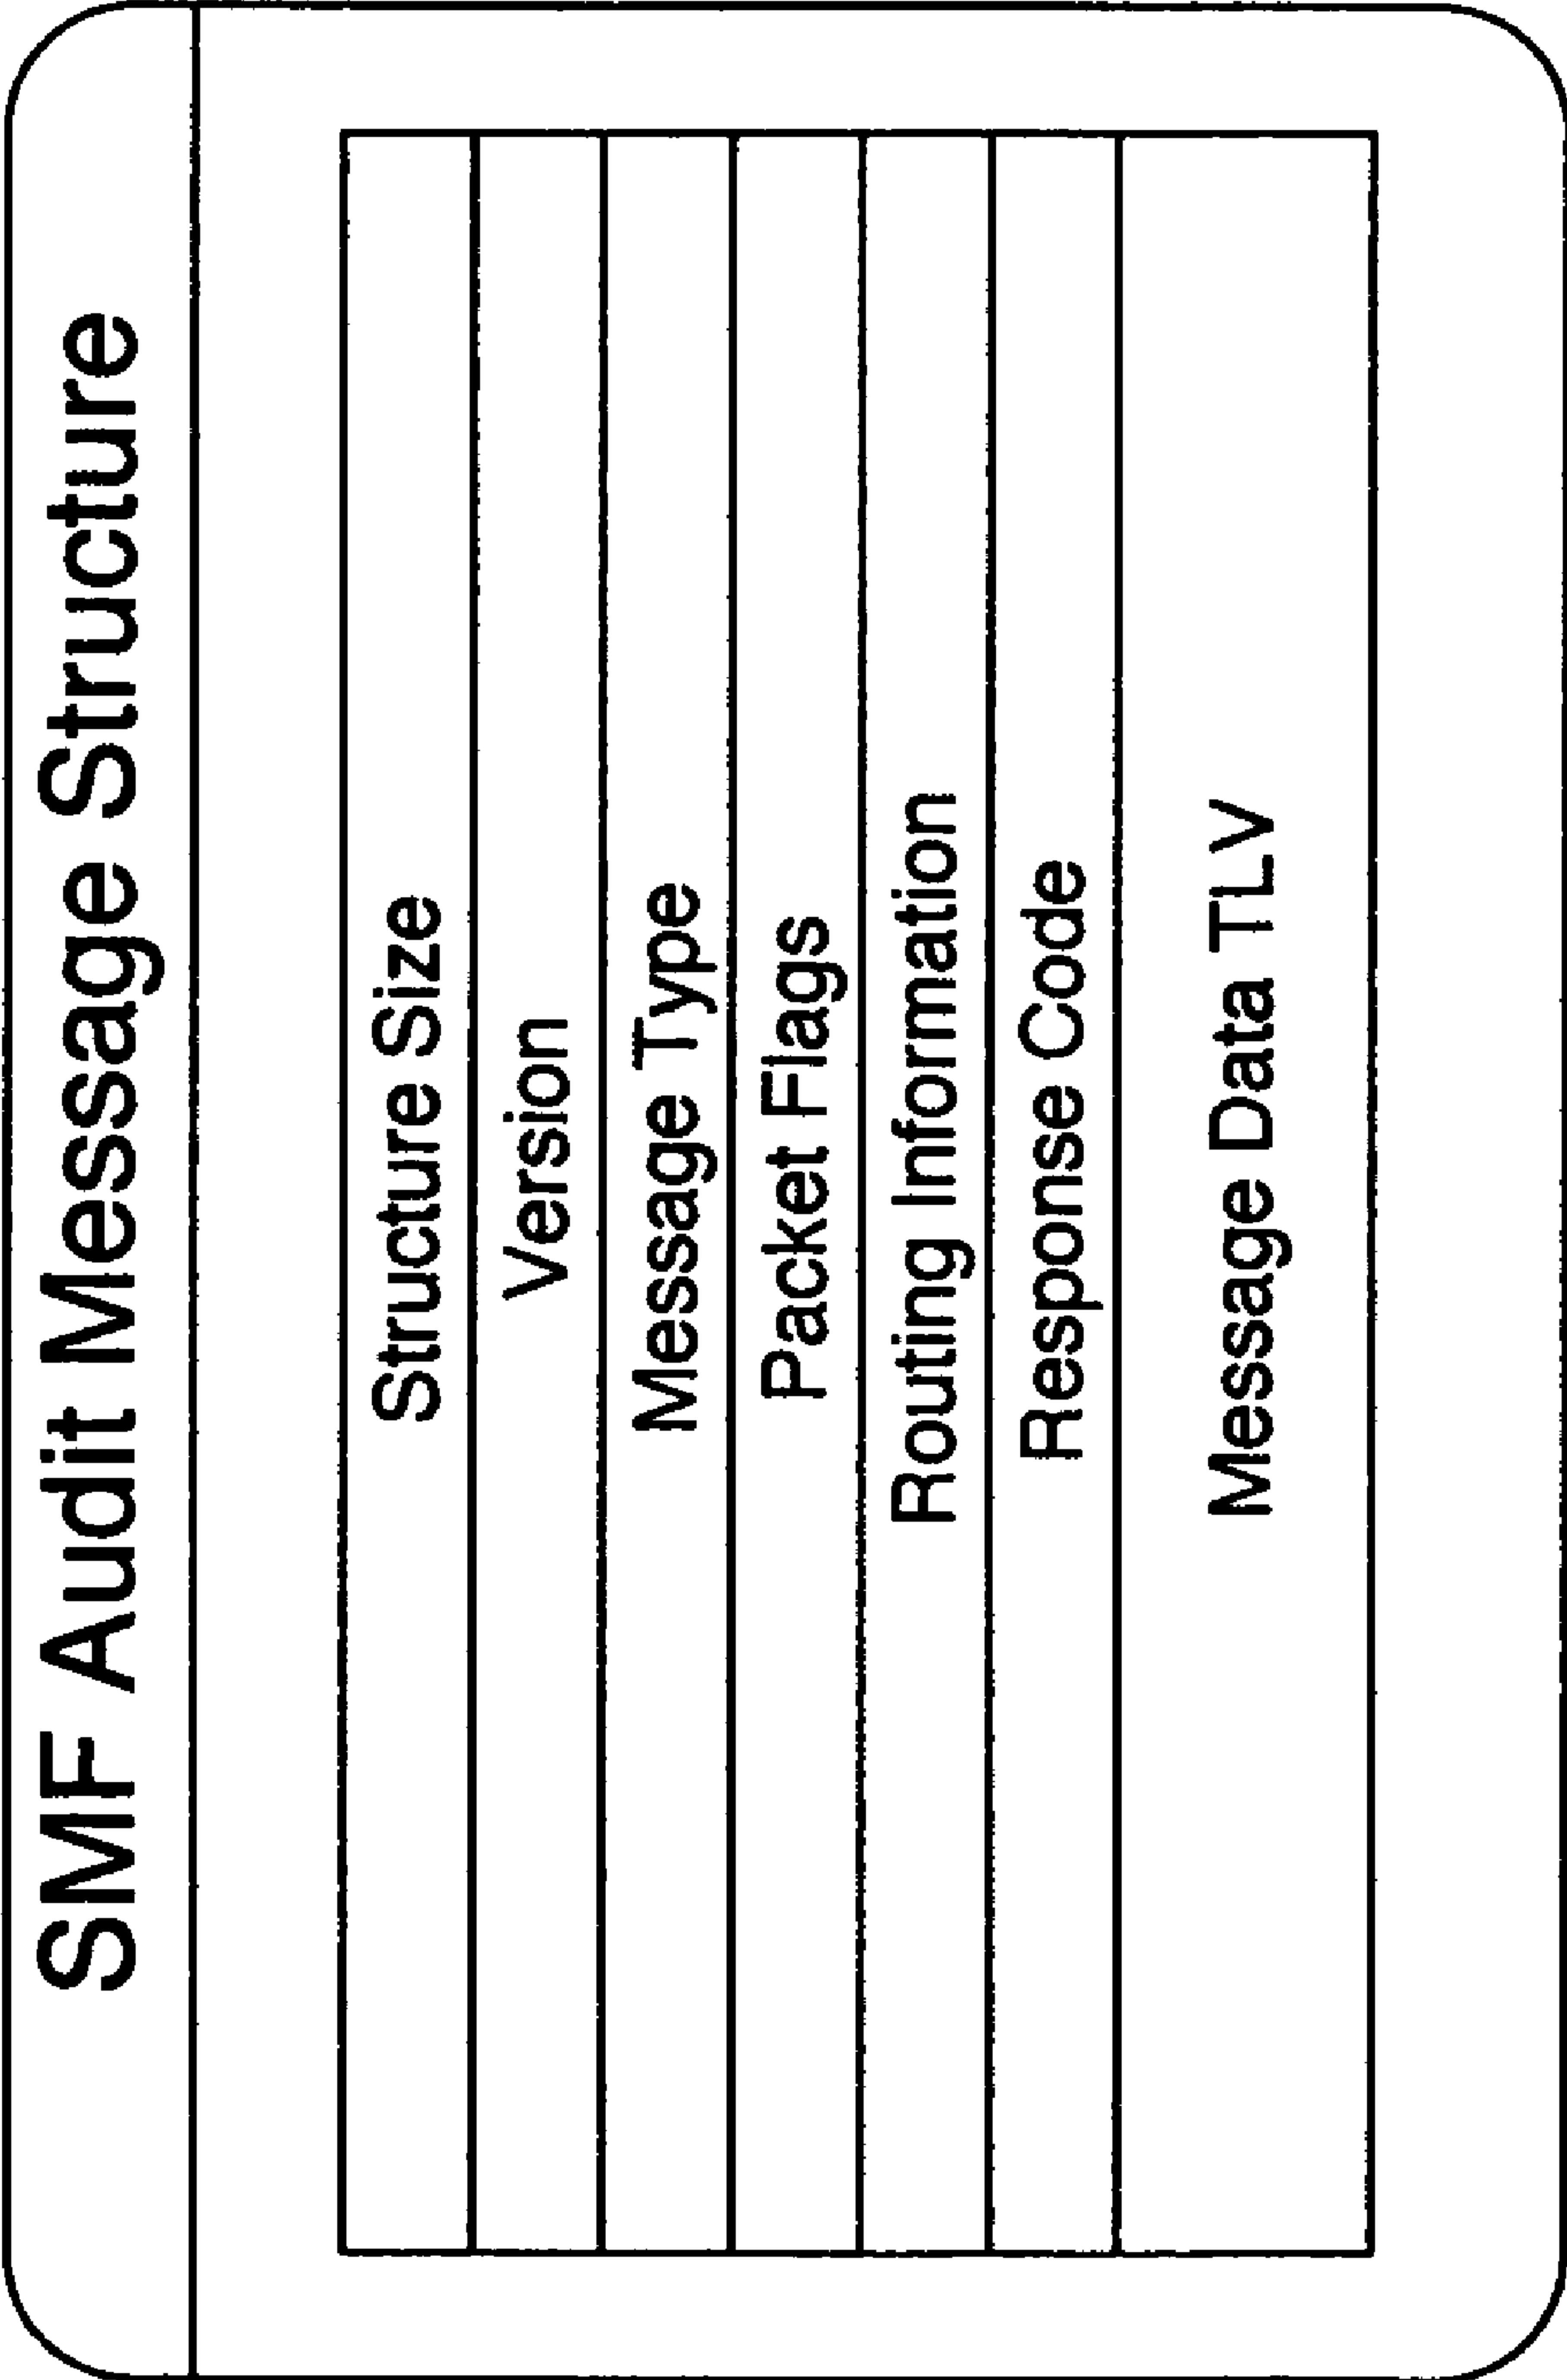 SMF Audit Message Structure
Structure Size
Version
Message Type
Packet Flags
Routing Information
Response Code
Message Data TLV